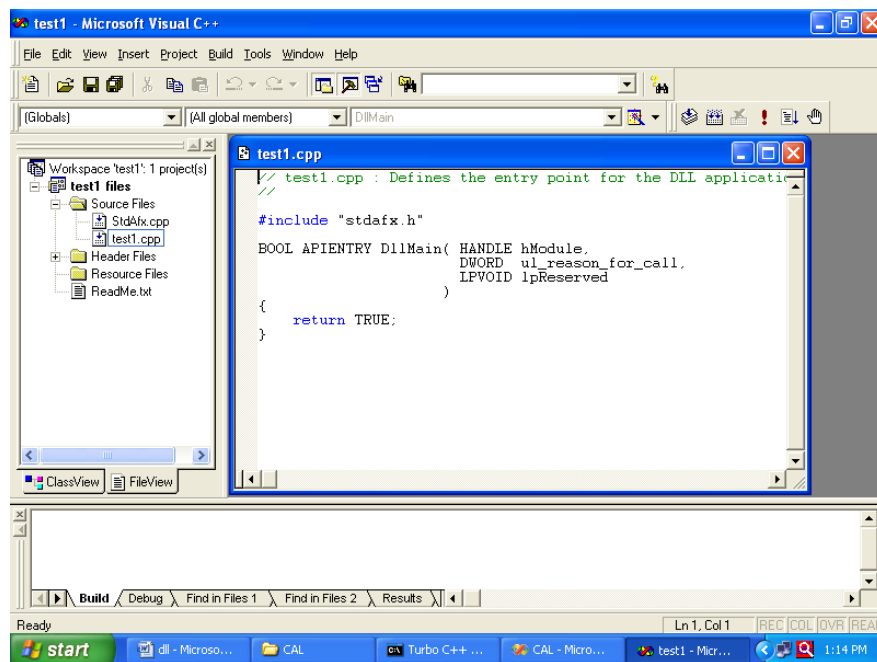 test1 - Microsoft Visual C++
File Edit View Insert Project Build Tools Window Help
(Globals) (All global members) DllMain
Workspace 'test1': 1 project(s)
test1 files
Source Files
StdAfx.cpp
test1.cpp
Header Files
Resource Files
ReadMe.txt
ClassView FileView
test1.cpp
// test1.cpp : Defines the entry point for the DLL applicati
//
#include "stdafx.h"
BOOL APIENTRY DllMain( HANDLE hModule,
DWORD ul_reason_for_call,
LPVOID lpReserved
)
{
return TRUE;
}
Build Debug Find in Files 1 Find in Files 2 Results
Ready Ln 1, Col 1 REC COL OVR REA
start dll - Microso... CAL Turbo C++ ... CAL - Micro... test1 - Micr... 1:14 PM